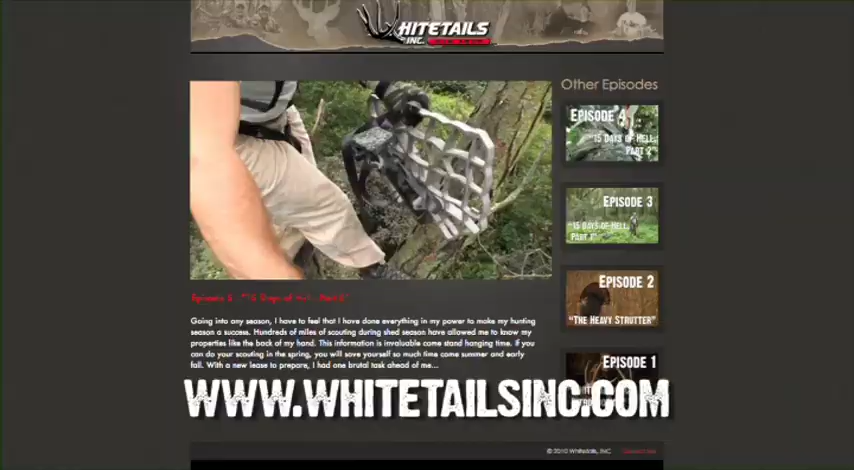 WHITETAILS
INC.
Other Episodes
EPISODE 4
"15 DAYS OF HELL,
PART 2"
EPISODE 3
"15 DAYS OF HELL,
PART 1"
EPISODE 2
"THE HEAVY STRUTTER"
EPISODE 1
Going into any season, I have to feel that I have done everything in my power to make my hunting
season a success. Hundreds of miles of scouting during shed season have allowed me to know my
properties like the back of my hand. This information is invaluable come stand hanging time. If you
can do your scouting in the spring, you will save yourself so much time come summer and early
fall. With a new lease to prepare, I had one brutal task ahead of me...
WWW.WHITETAILSINC.COM
© 2010 Whitetails, INC